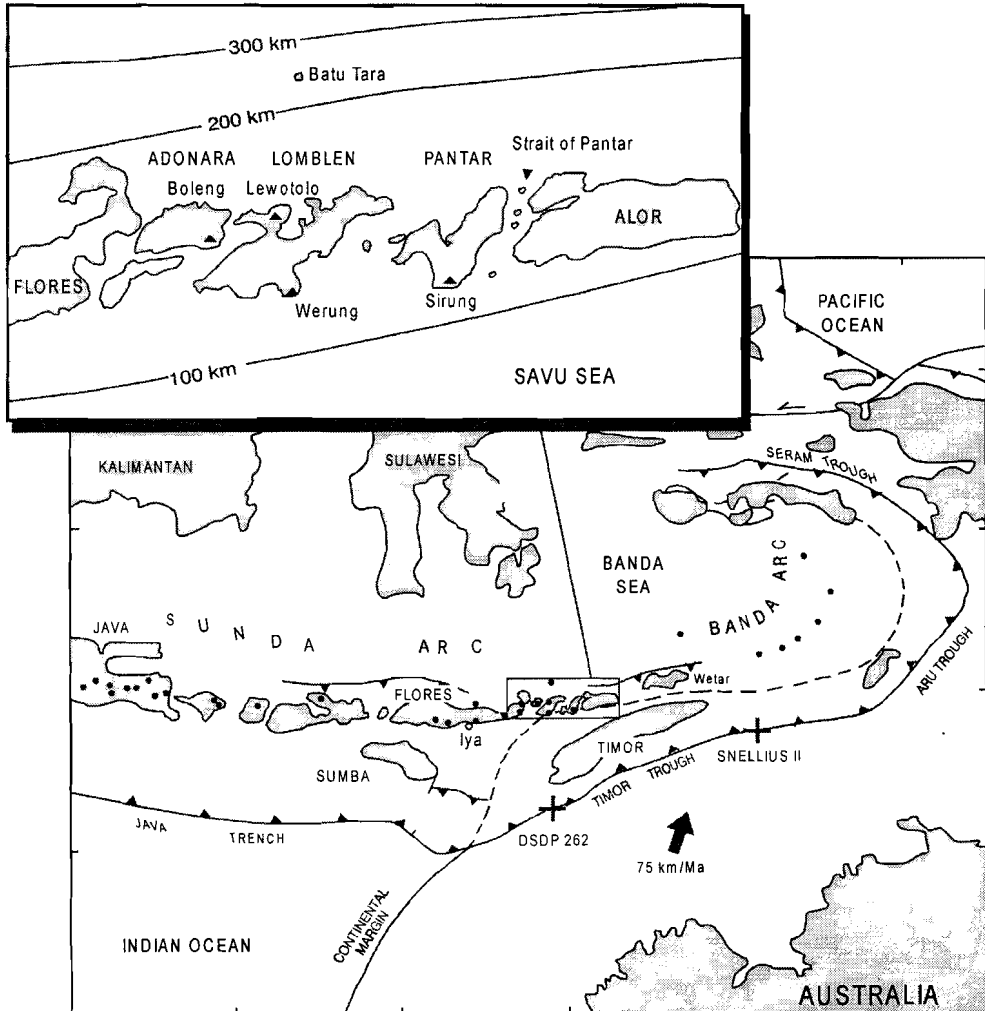 300 km
Batu Tara
200 km
Strait of Pantar
ADONARA LOMBLEN PANTAR
Boleng Lewotolo
ALOR
FLORES
Werung
Sirung
100 km
SAVU SEA
PACIFIC
OCEAN
KALIMANTAN
SULAWESI
SERAM TROUGH
BANDA
SEA
BANDA ARC
JAVA
SUNDA ARC
FLORES
Wetar
ARU TROUGH
Iya
TIMOR
SNELLIUS II
SUMBA
TIMOR TROUGH
JAVA TRENCH
DSDP 262
75 km/Ma
CONTINENTAL
MARGIN
INDIAN OCEAN
AUSTRALIA